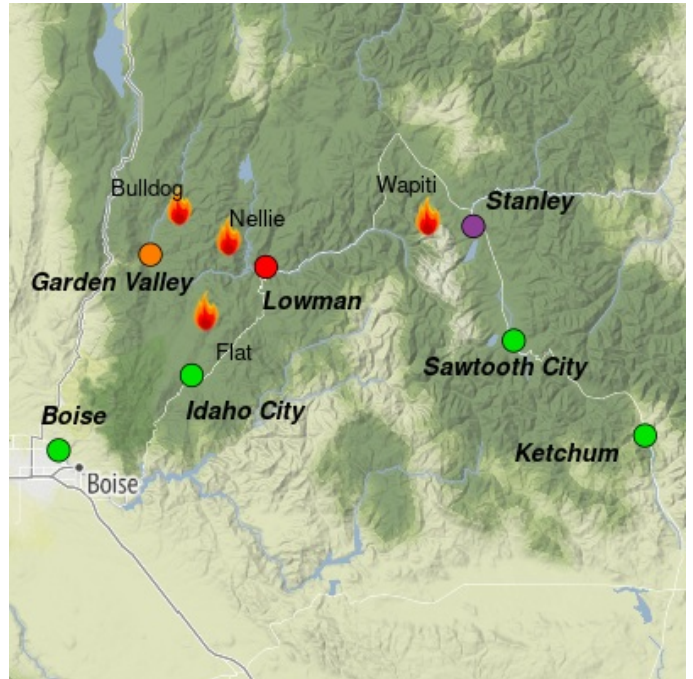 Bulldog
Wapiti
Nellie
Stanley
Garden Valley
Lowman
Flat
Sawtooth City
Idaho City
Boise
Ketchum
Boise